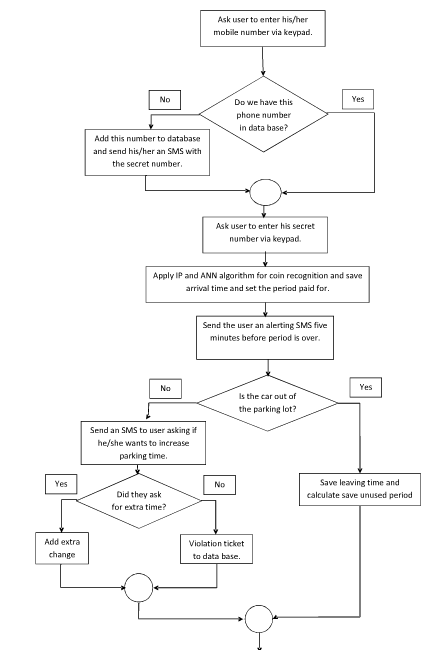 Ask user to enter his/her
mobile number via keypad.
No
Yes
Do we have this
phone number
in data base?
Add this number to database
and send his/her an SMS with
the secret number.
Ask user to enter his secret
number via keypad.
Apply IP and ANN algorithm for coin recognition and save
arrival time and set the period paid for.
Send the user an alerting SMS five
minutes before period is over.
No
Yes
Is the car out of
the parking lot?
Send an SMS to user asking if
he/she wants to increase
parking time.
Yes
No
Did they ask
for extra time?
Save leaving time and
calculate save unused period
Add extra
change
Violation ticket
to data base.